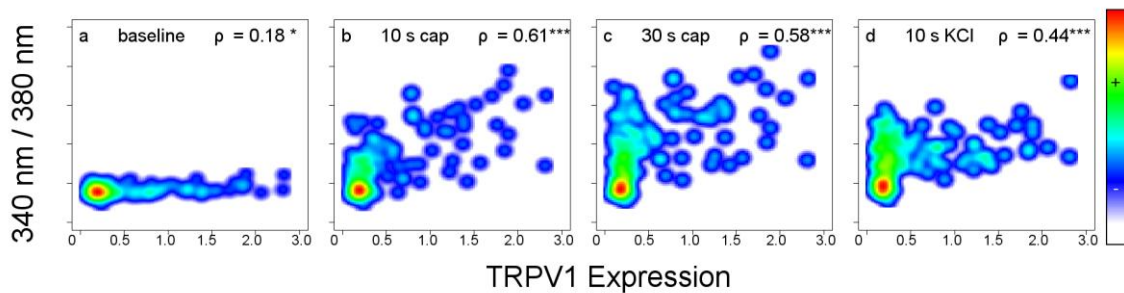 a baseline ρ = 0.18 *
b 10 s cap ρ = 0.61***
c 30 s cap ρ = 0.58***
d 10 s KCl ρ = 0.44***
340 nm / 380 nm
+
-
0 0.5 1.0 1.5 2.0 2.5 3.0
0 0.5 1.0 1.5 2.0 2.5 3.0
0 0.5 1.0 1.5 2.0 2.5 3.0
0 0.5 1.0 1.5 2.0 2.5 3.0
TRPV1 Expression